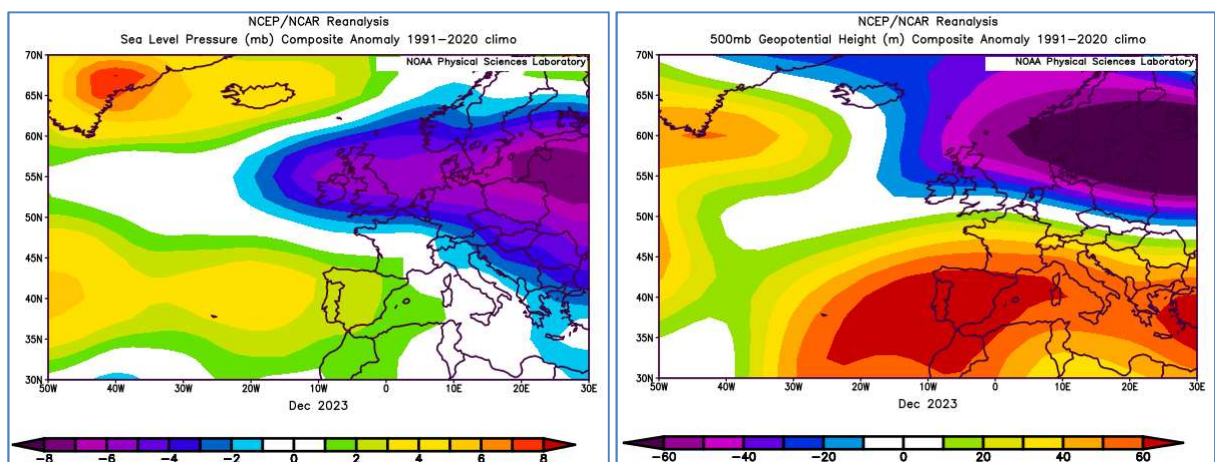 NCEP/NCAR Reanalysis
Sea Level Pressure (mb) Composite Anomaly 1991-2020 climo
NOAA Physical Sciences Laboratory
70N
65N
60N
55N
50N
45N
40N
35N
30N
50W 40W 30W 20W 10W 0 10E 20E 30E
Dec 2023
-8 -6 -4 -2 0 2 4 6 8
NCEP/NCAR Reanalysis
500mb Geopotential Height (m) Composite Anomaly 1991-2020 climo
NOAA Physical Sciences Laboratory
70N
65N
60N
55N
50N
45N
40N
35N
30N
50W 40W 30W 20W 10W 0 10E 20E 30E
Dec 2023
-60 -40 -20 0 20 40 60